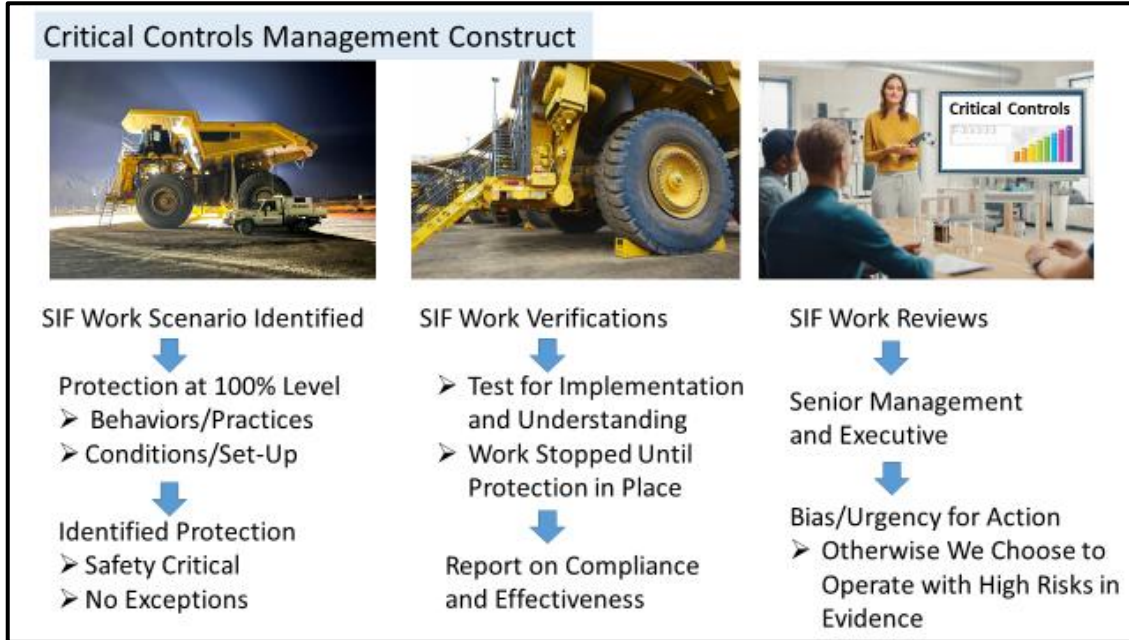 Critical Controls Management Construct
Critical Controls
SIF Work Scenario Identified
Protection at 100% Level
➢ Behaviors/Practices
➢ Conditions/Set-Up
Identified Protection
➢ Safety Critical
➢ No Exceptions
SIF Work Verifications
➢ Test for Implementation
and Understanding
➢ Work Stopped Until
Protection in Place
Report on Compliance
and Effectiveness
SIF Work Reviews
Senior Management
and Executive
Bias/Urgency for Action
➢ Otherwise We Choose to
Operate with High Risks in
Evidence